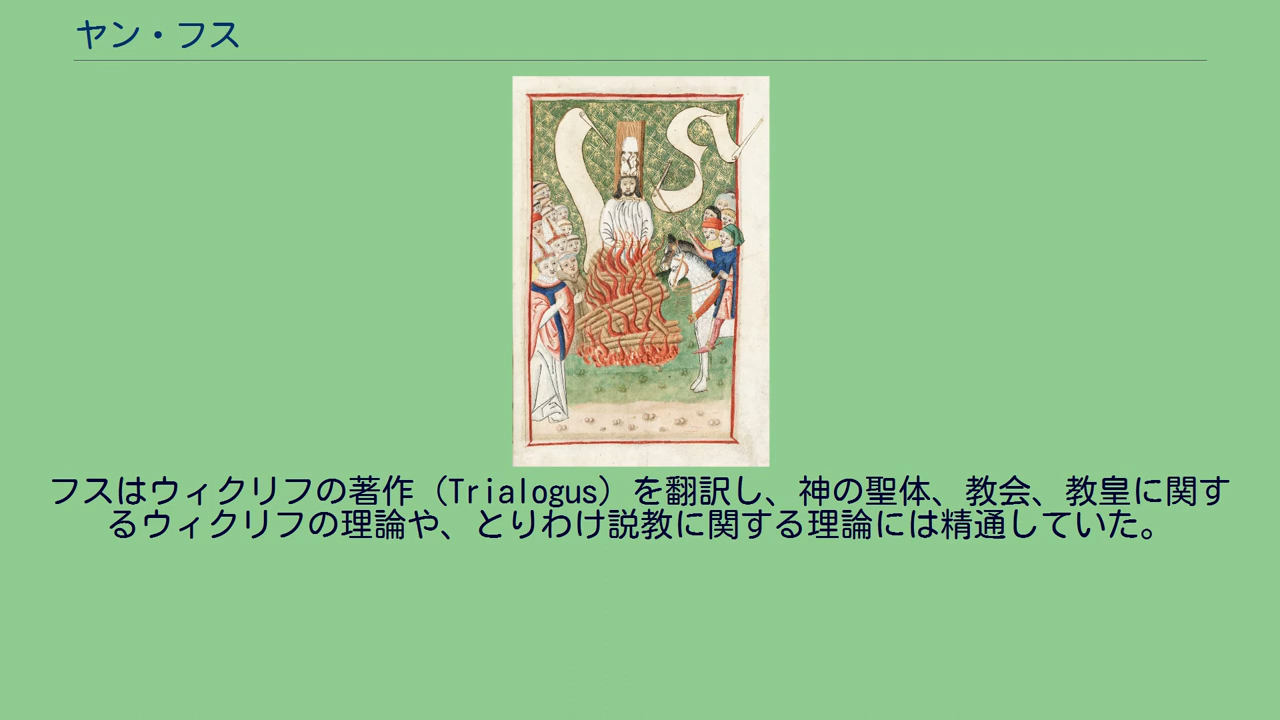 ヤン・フス
フスはウィクリフの著作（Trialogus）を翻訳し、神の聖体、教会、教皇に関す
るウィクリフの理論や、とりわけ説教に関する理論には精通していた。